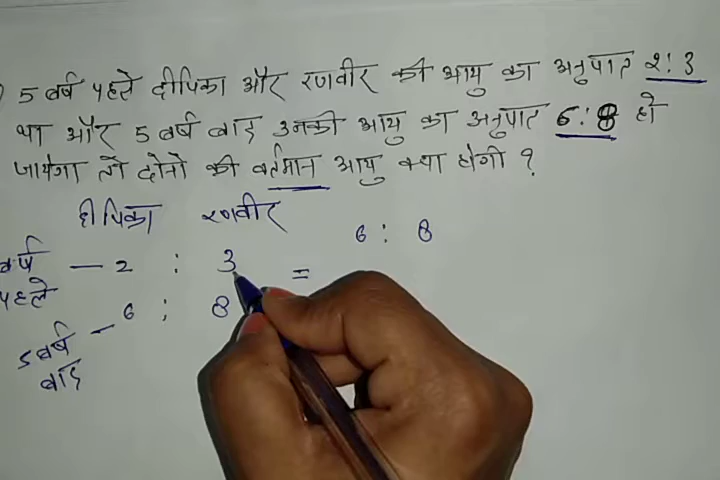 5 वर्ष पहले दीपिका और रणवीर की आयु का अनुपात 2:3
था और 5 वर्ष बाद उनकी आयु का अनुपात 6:8 हो
जायेगा तो दोनो की वर्तमान आयु क्या होगी ?
दीपिका रणवीर
6 : 8
वर्ष — 2 : 3 =
पहले
6 : 8
5 वर्ष —
बाद